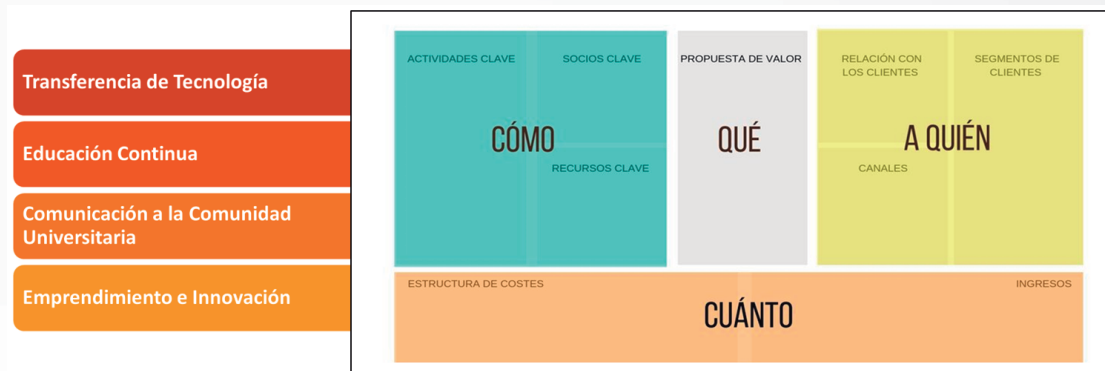 Transferencia de Tecnología
Educación Continua
Comunicación a la Comunidad
Universitaria
Emprendimiento e Innovación
ACTIVIDADES CLAVE
SOCIOS CLAVE
CÓMO
RECURSOS CLAVE
PROPUESTA DE VALOR
QUÉ
RELACIÓN CON
LOS CLIENTES
SEGMENTOS DE
CLIENTES
A QUIÉN
CANALES
ESTRUCTURA DE COSTES
INGRESOS
CUÁNTO